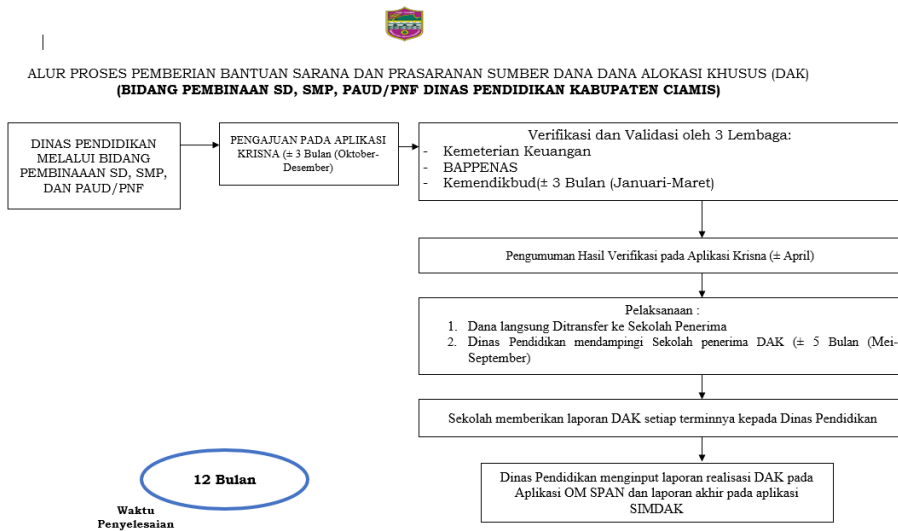 ALUR PROSES PEMBERIAN BANTUAN SARANA DAN PRASARANAN SUMBER DANA DANA ALOKASI KHUSUS (DAK)
(BIDANG PEMBINAAN SD, SMP, PAUD/PNF DINAS PENDIDIKAN KABUPATEN CIAMIS)
DINAS PENDIDIKAN
MELALUI BIDANG
PEMBINAAAN SD, SMP,
DAN PAUD/PNF
PENGAJUAN PADA APLIKASI
KRISNA (± 3 Bulan (Oktober-
Desember)
Verifikasi dan Validasi oleh 3 Lembaga:
- Kemeterian Keuangan
- BAPPENAS
- Kemendikbud(± 3 Bulan (Januari-Maret)
Pengumuman Hasil Verifikasi pada Aplikasi Krisna (± April)
Pelaksanaan :
1. Dana langsung Ditransfer ke Sekolah Penerima
2. Dinas Pendidikan mendampingi Sekolah penerima DAK (± 5 Bulan (Mei-
September)
Sekolah memberikan laporan DAK setiap terminnya kepada Dinas Pendidikan
Dinas Pendidikan menginput laporan realisasi DAK pada
Aplikasi OM SPAN dan laporan akhir pada aplikasi
SIMDAK
12 Bulan
Waktu
Penyelesaian